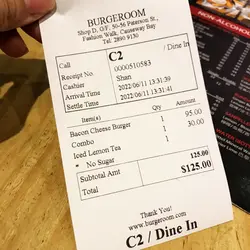 BURGEROOM
Shop D, G/F, 50-56 Paterson St.,
Fashion Walk, Causeway Bay
Tel: 2890 9130
Call C2 / Dine In
Receipt No. 0000510583
Cashier Shan
Arrival Time 2022/06/11 13:31:39
Settle Time 2022/06/11 13:31:45
Item(s) Qty Amount
Bacon Cheese Burger 1 95.00
Combo 1 30.00
Iced Lemon Tea
* No Sugar
Subtotal Amt 125.00
Total: $125.00
Thank You!
www.burgeroom.com
C2 / Dine In